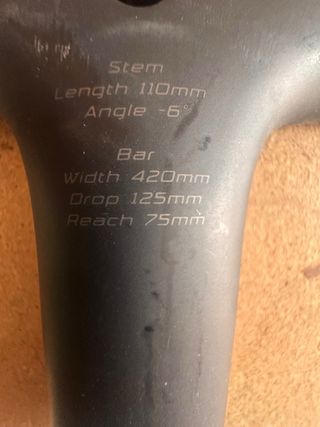 Stem
Length 110mm
Angle -6°
Bar
Width 420mm
Drop 125mm
Reach 75mm